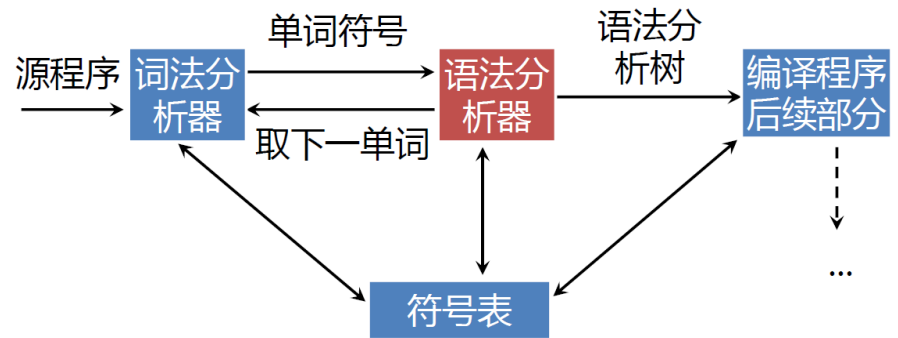 源程序
词法分
析器
单词符号
取下一单词
语法分
析器
语法分
析树
编译程序
后续部分
...
符号表